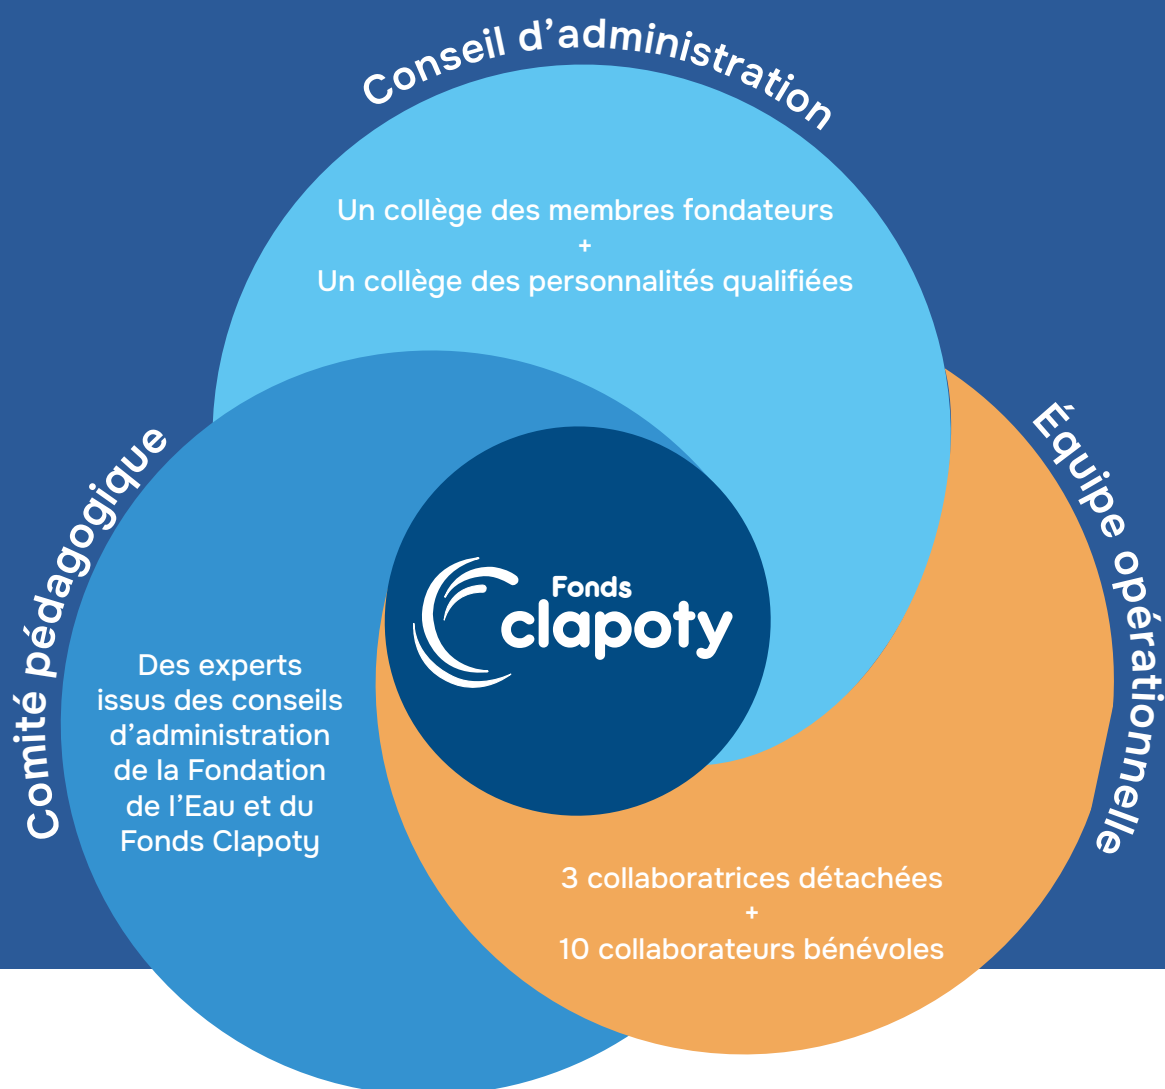 Conseil d’administration
Un collège des membres fondateurs
+
Un collège des personnalités qualifiées
Comité pédagogique
Des experts
issus des conseils
d’administration
de la Fondation
de l’Eau et du
Fonds Clapoty
Fonds
clapoty
Équipe opérationnelle
3 collaboratrices détachées
+
10 collaborateurs bénévoles